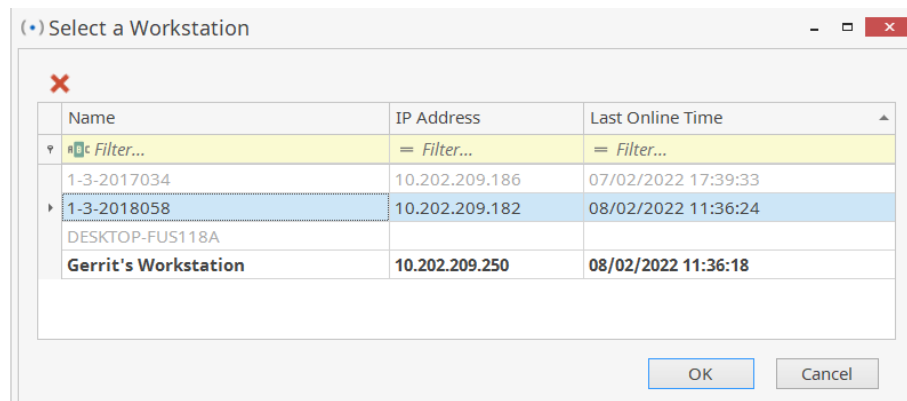 Select a Workstation
Name IP Address Last Online Time
ABC Filter... = Filter... = Filter...
1-3-2017034 10.202.209.186 07/02/2022 17:39:33
1-3-2018058 10.202.209.182 08/02/2022 11:36:24
DESKTOP-FUS118A
Gerrit's Workstation 10.202.209.250 08/02/2022 11:36:18
OK Cancel